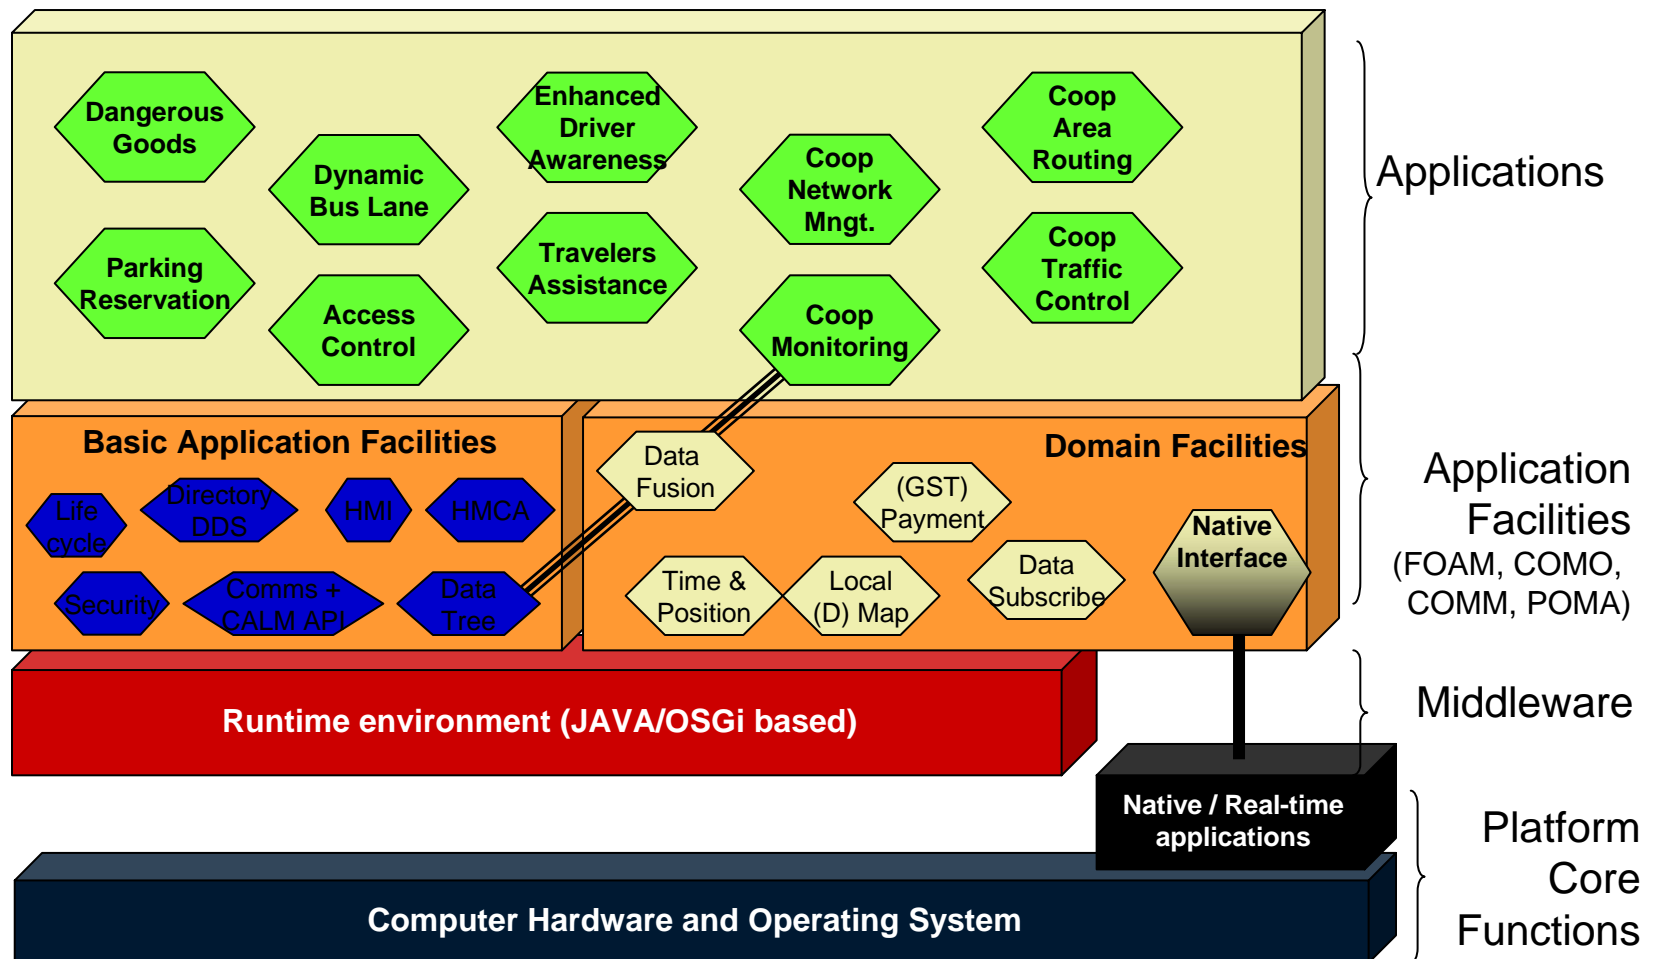 Dangerous
Goods
Enhanced
Driver
Awareness
Coop
Area
Routing
Dynamic
Bus Lane
Coop
Network
Mngt.
Applications
Parking
Reservation
Travelers
Assistance
Coop
Traffic
Control
Access
Control
Coop
Monitoring
Basic Application Facilities
Domain Facilities
Data
Fusion
(GST)
Payment
Life
cycle
Directory
DDS
HMI
HMCA
Native
Interface
Application
Facilities
(FOAM, COMO,
COMM, POMA)
Security
Comms +
CALM API
Data
Tree
Time &
Position
Local
(D) Map
Data
Subscribe
Runtime environment (JAVA/OSGi based)
Middleware
Native / Real-time
applications
Platform
Core
Functions
Computer Hardware and Operating System